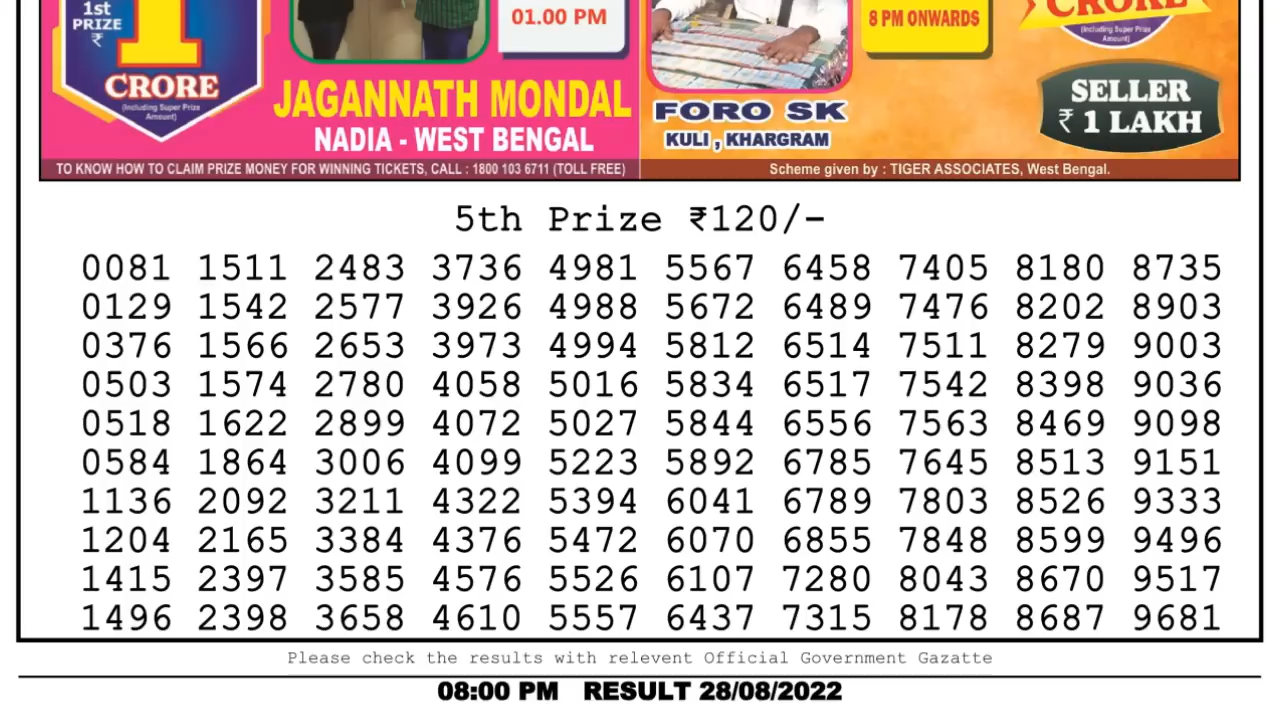 1st
PRIZE
₹
1
CRORE
(Including Super Prize
Amount)
01.00 PM
JAGANNATH MONDAL
NADIA - WEST BENGAL
8 PM ONWARDS
FORO SK
KULI , KHARGRAM
CRORE
(Including Super Prize
Amount)
SELLER
₹ 1 LAKH
TO KNOW HOW TO CLAIM PRIZE MONEY FOR WINNING TICKETS, CALL : 1800 103 6711 (TOLL FREE)
Scheme given by : TIGER ASSOCIATES, West Bengal.
5th Prize ₹120/-
0081 1511 2483 3736 4981 5567 6458 7405 8180 8735
0129 1542 2577 3926 4988 5672 6489 7476 8202 8903
0376 1566 2653 3973 4994 5812 6514 7511 8279 9003
0503 1574 2780 4058 5016 5834 6517 7542 8398 9036
0518 1622 2899 4072 5027 5844 6556 7563 8469 9098
0584 1864 3006 4099 5223 5892 6785 7645 8513 9151
1136 2092 3211 4322 5394 6041 6789 7803 8526 9333
1204 2165 3384 4376 5472 6070 6855 7848 8599 9496
1415 2397 3585 4576 5526 6107 7280 8043 8670 9517
1496 2398 3658 4610 5557 6437 7315 8178 8687 9681
Please check the results with relevent Official Government Gazatte
08:00 PM RESULT 28/08/2022